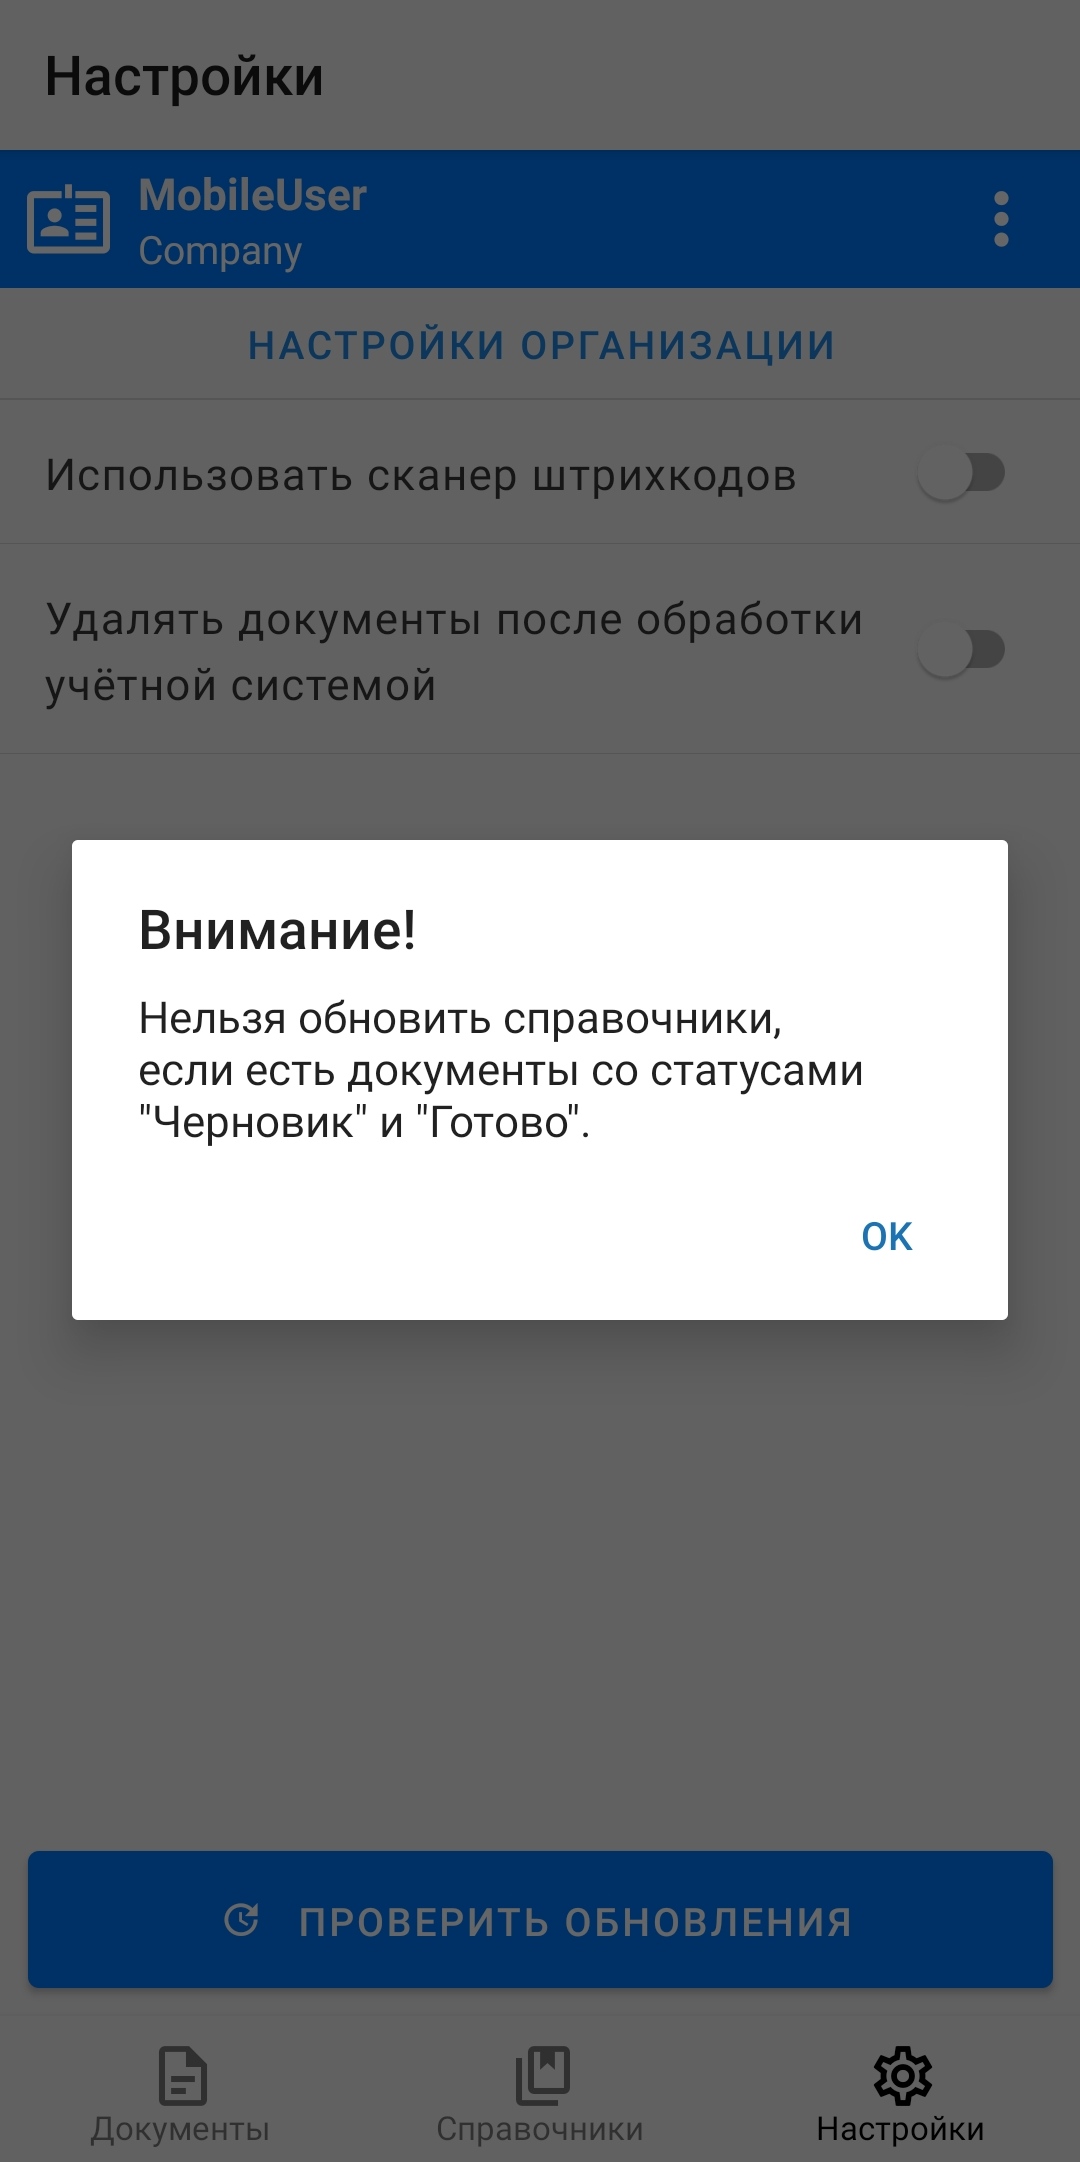 Настройки
MobileUser
Company
НАСТРОЙКИ ОРГАНИЗАЦИИ
Использовать сканер штрихкодов
Удалять документы после обработки
учётной системой
Внимание!
Нельзя обновить справочники,
если есть документы со статусами
"Черновик" и "Готово".
OK
ПРОВЕРИТЬ ОБНОВЛЕНИЯ
Документы
Справочники
Настройки